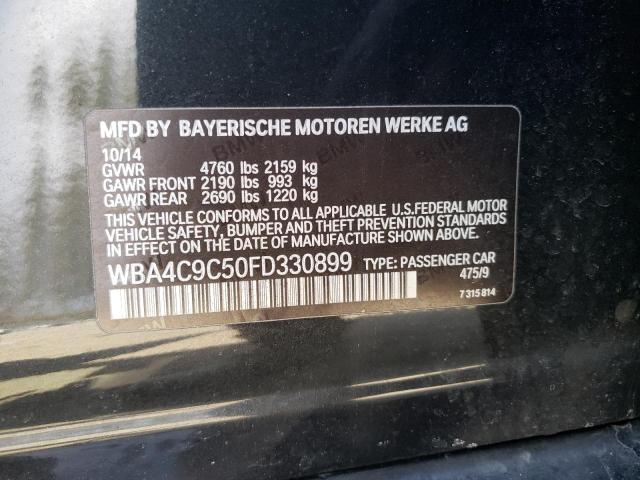 MFD BY BAYERISCHE MOTOREN WERKE AG
10/14
GVWR 4760 lbs 2159 kg
GAWR FRONT 2190 lbs 993 kg
GAWR REAR 2690 lbs 1220 kg
THIS VEHICLE CONFORMS TO ALL APPLICABLE U.S.FEDERAL MOTOR
VEHICLE SAFETY, BUMPER AND THEFT PREVENTION STANDARDS
IN EFFECT ON THE DATE OF MANUFACTURE SHOWN ABOVE.
WBA4C9C50FD330899 TYPE: PASSENGER CAR
475/9
7 315 814